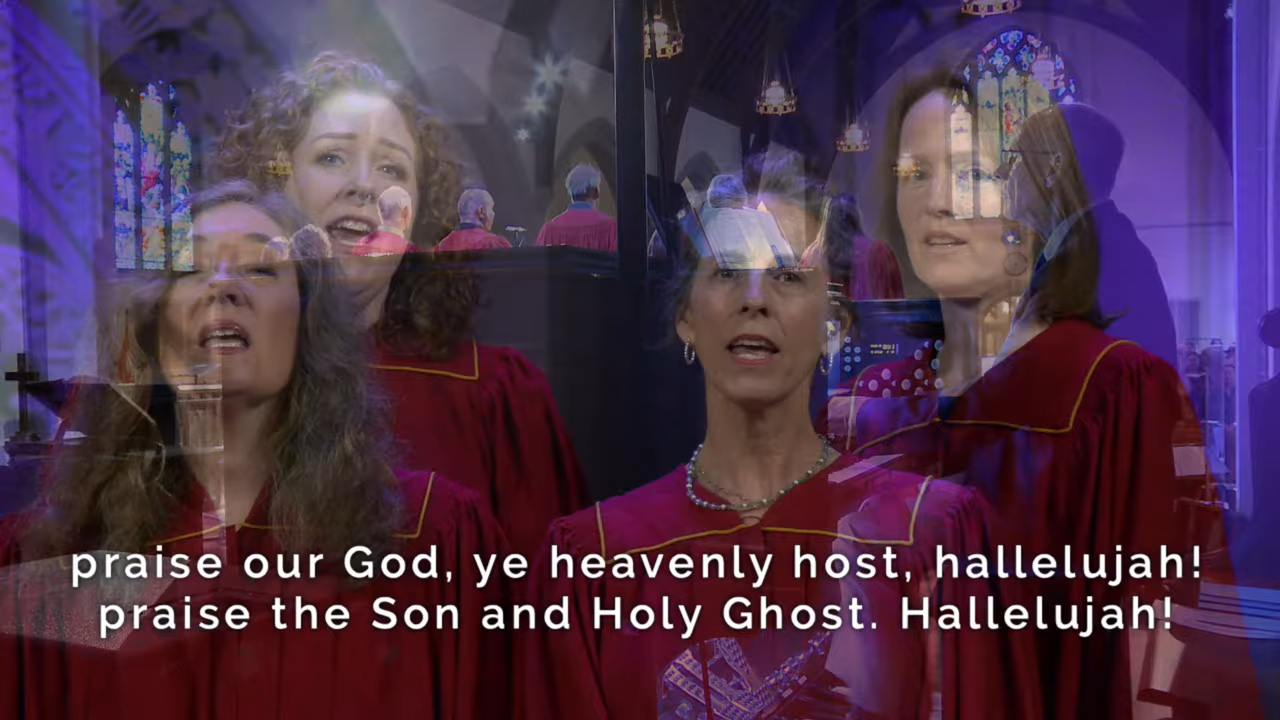 praise our God, ye heavenly host, hallelujah!
praise the Son and Holy Ghost. Hallelujah!